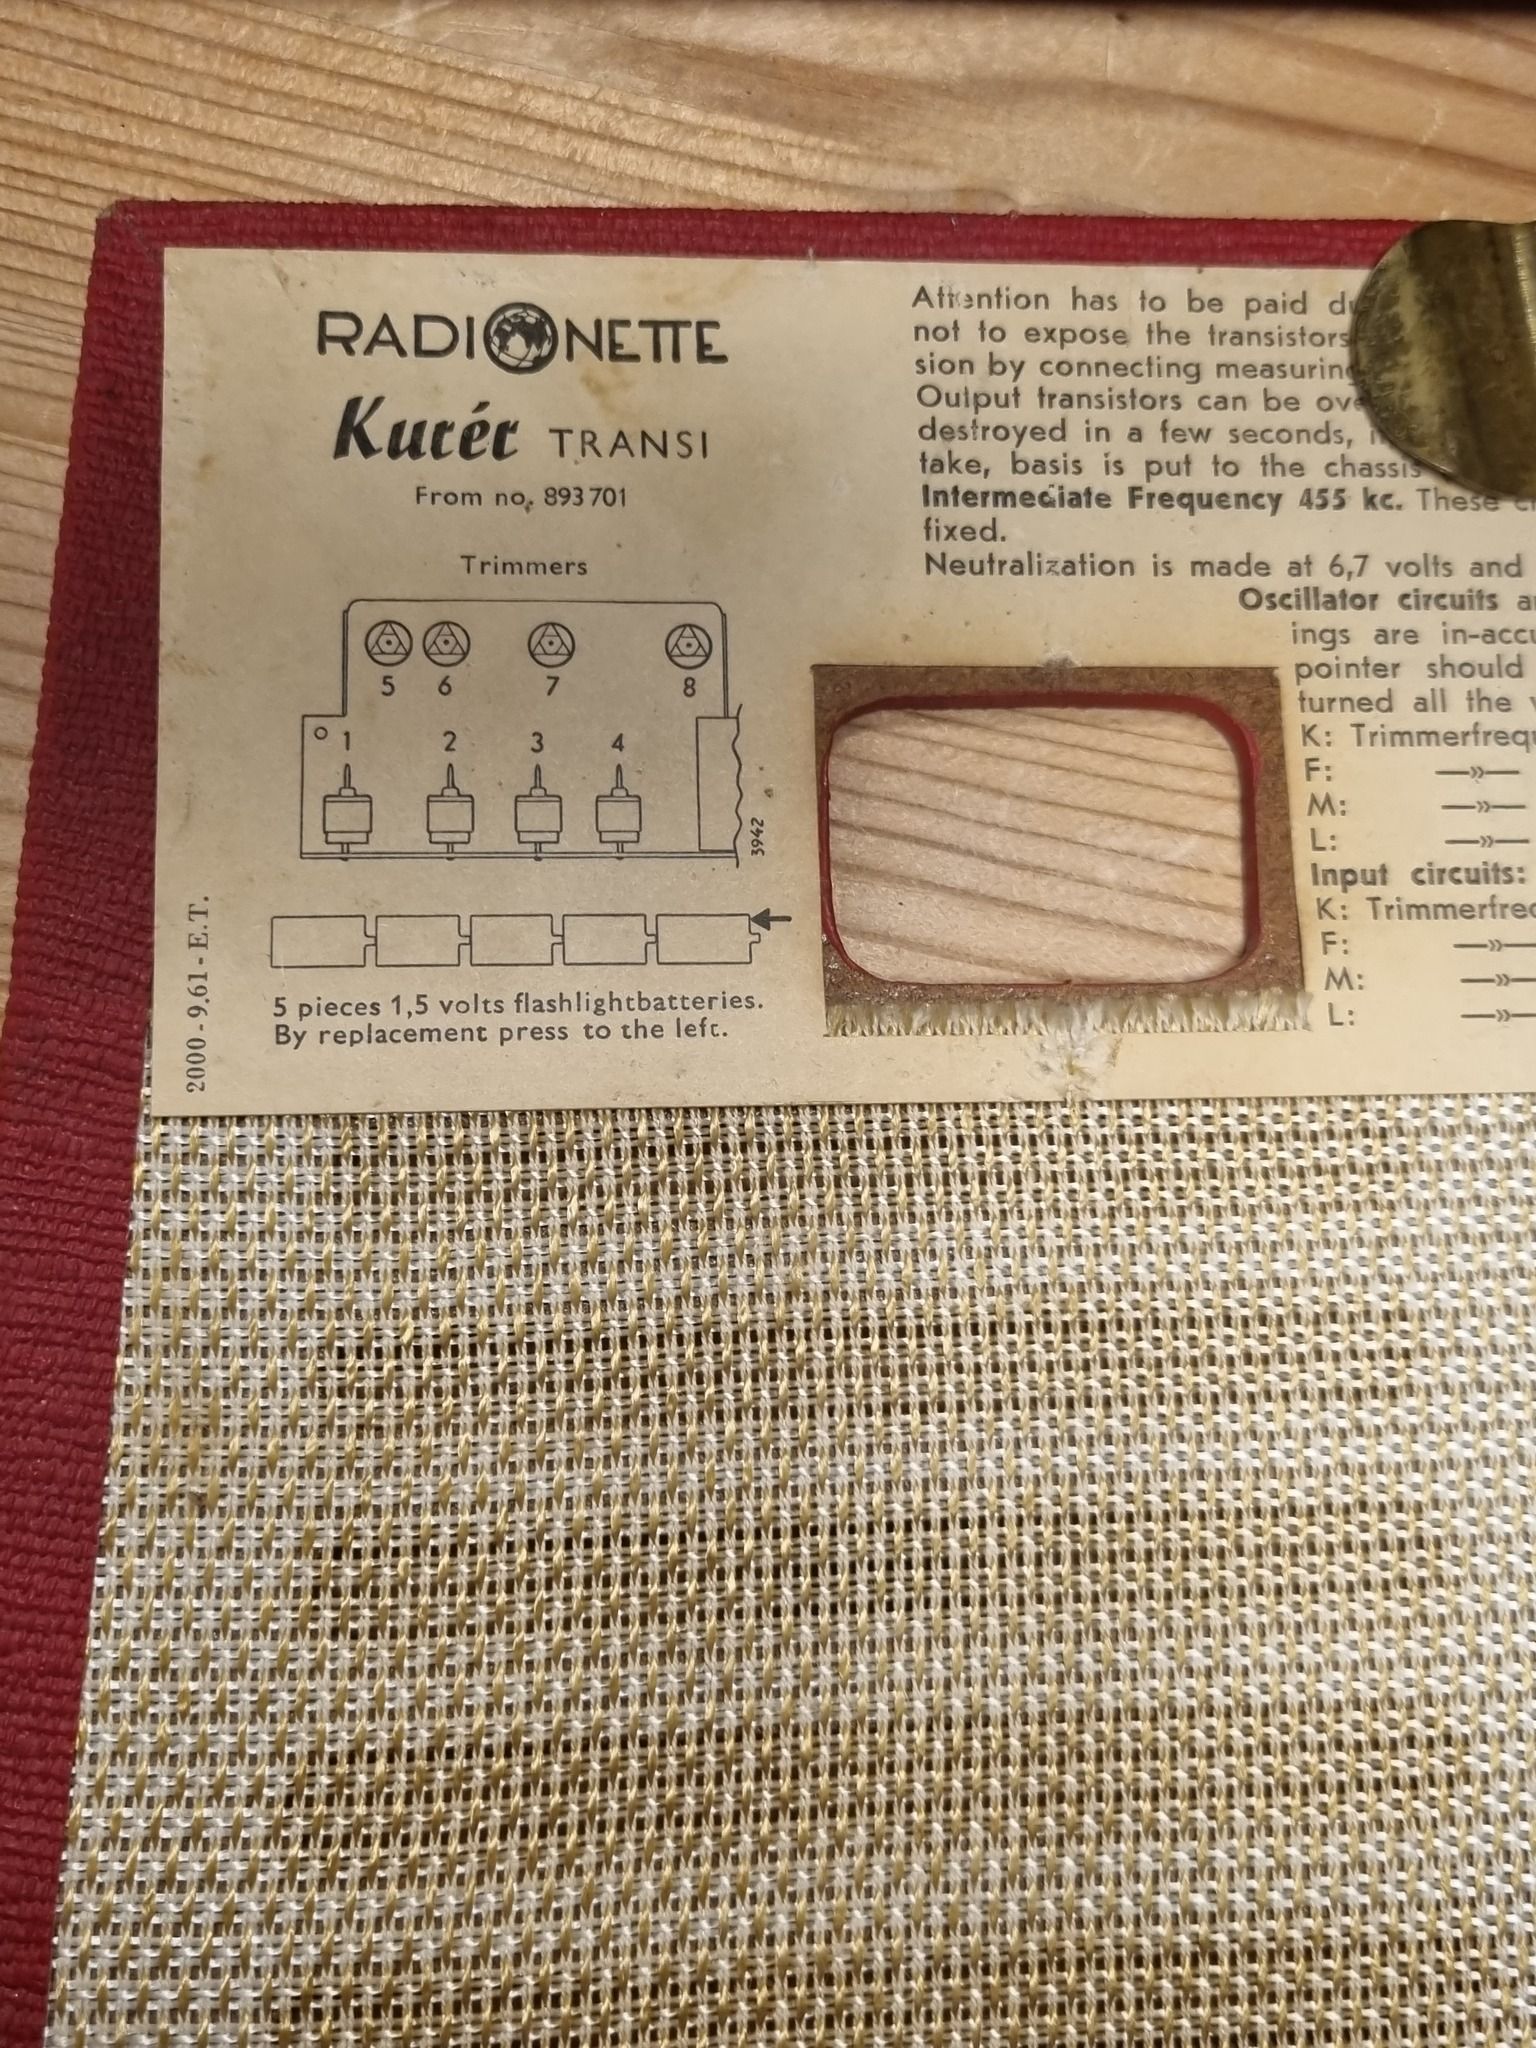 RADIONETTE
Kurér TRANSI
From no. 893701
Trimmers
5 6 7 8
1 2 3 4
3942
5 pieces 1,5 volts flashlightbatteries.
By replacement press to the left.
2000 - 9.61 - E.T.
Attention has to be paid
not to expose the transistors
sion by connecting
Output transistors can be
destroyed in a few seconds,
take, basis is put to the chassis
Intermediate Frequency 455 kc. These
fixed.
Neutralization is made at 6,7 volts and
Oscillator circuits
ings are
pointer should
turned all the
K:
F: —»—
M: —»—
L: —»—
Input circuits:
K:
F: —»—
M: —»—
L: —»—